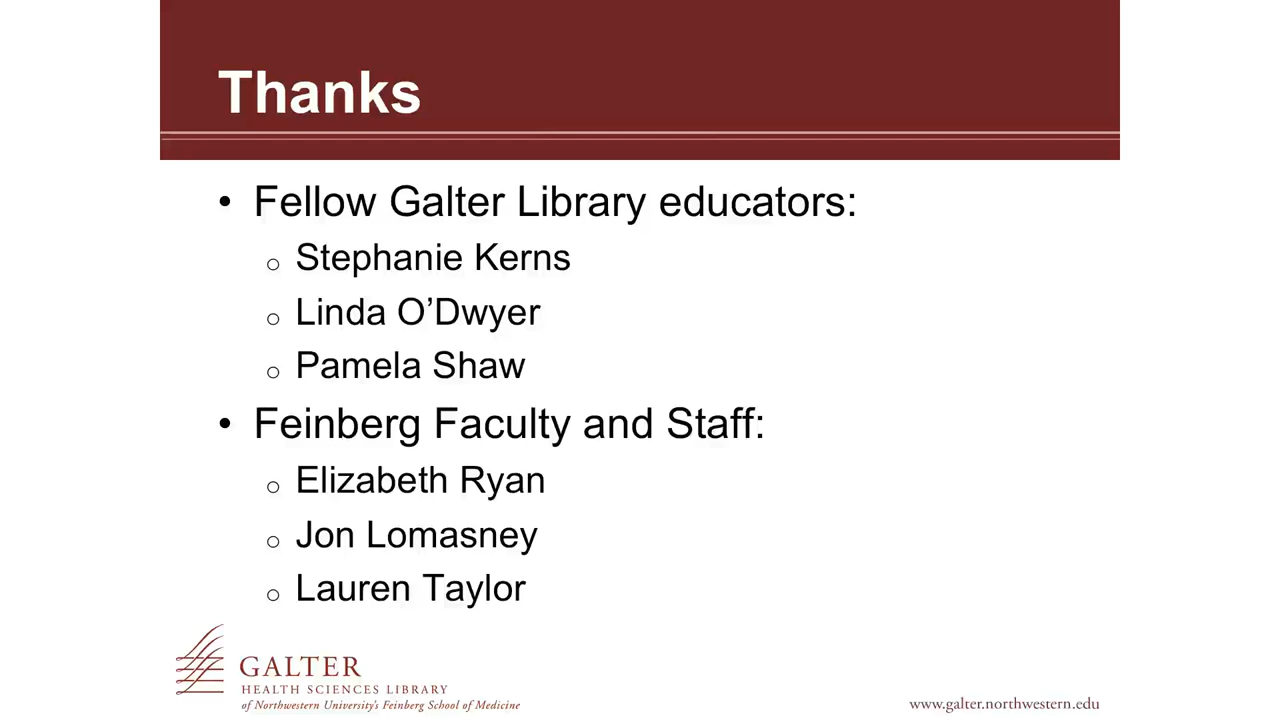 Thanks
• Fellow Galter Library educators:
o Stephanie Kerns
o Linda O’Dwyer
o Pamela Shaw
• Feinberg Faculty and Staff:
o Elizabeth Ryan
o Jon Lomasney
o Lauren Taylor
GALTER
HEALTH SCIENCES LIBRARY
of Northwestern University's Feinberg School of Medicine
www.galter.northwestern.edu